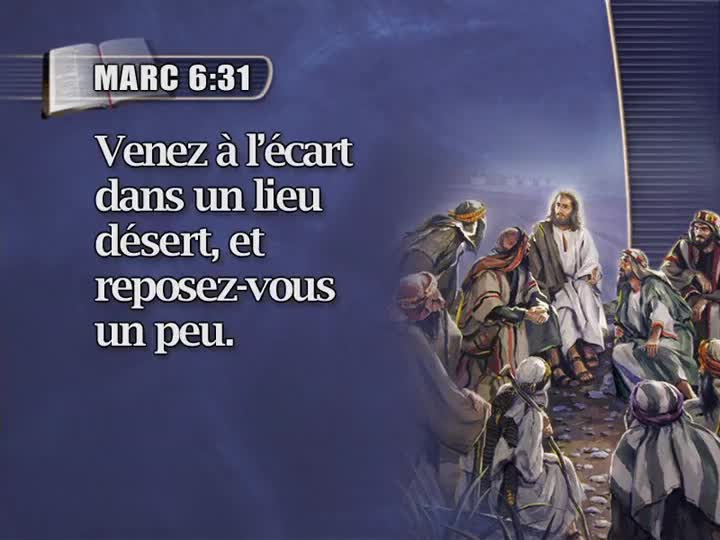 MARC 6:31
Venez à l'écart
dans un lieu
désert, et
reposez-vous
un peu.